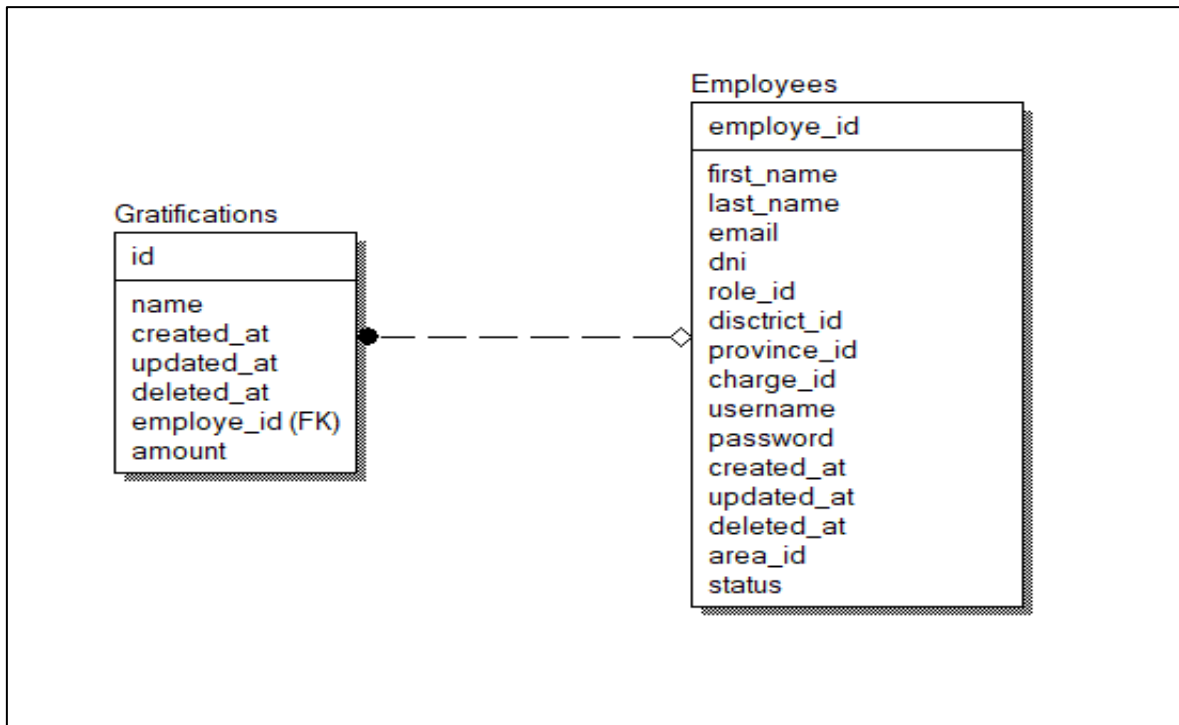 Gratifications
id
name
created_at
updated_at
deleted_at
employe_id (FK)
amount
Employees
employe_id
first_name
last_name
email
dni
role_id
disctrict_id
province_id
charge_id
username
password
created_at
updated_at
deleted_at
area_id
status